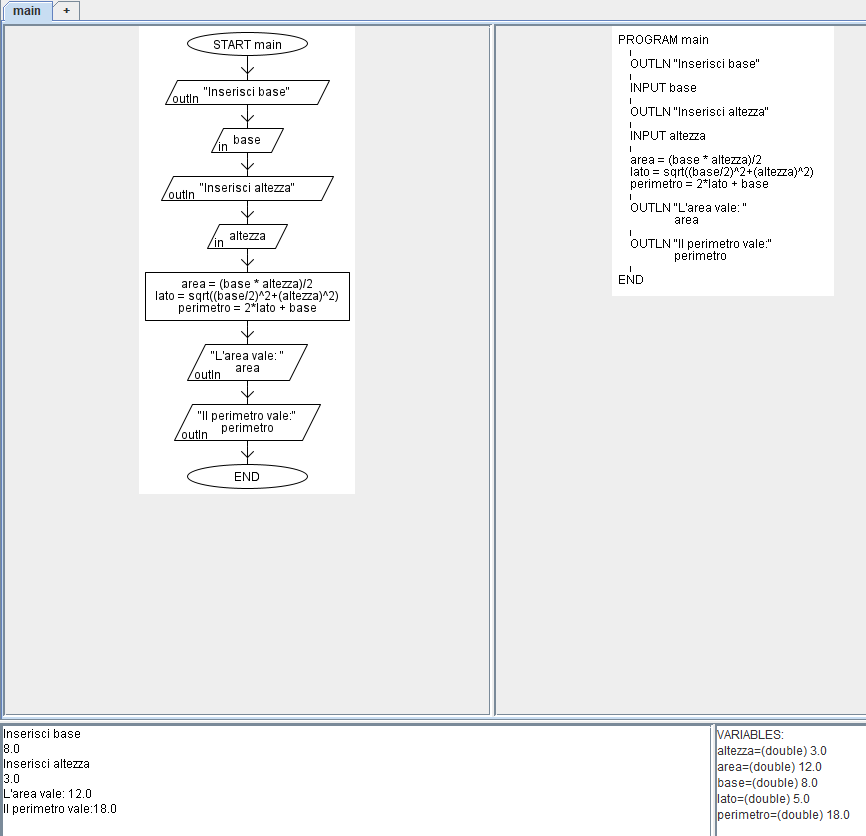 main
+
START main
"Inserisci base"
outln
base
in
"Inserisci altezza"
outln
altezza
in
area = (base * altezza)/2
lato = sqrt((base/2)^2+(altezza)^2)
perimetro = 2*lato + base
"L'area vale: "
area
outln
"Il perimetro vale:"
perimetro
outln
END
PROGRAM main
OUTLN "Inserisci base"
INPUT base
OUTLN "Inserisci altezza"
INPUT altezza
area = (base * altezza)/2
lato = sqrt((base/2)^2+(altezza)^2)
perimetro = 2*lato + base
OUTLN "L'area vale: "
area
OUTLN "Il perimetro vale:"
perimetro
END
Inserisci base
8.0
Inserisci altezza
3.0
L'area vale: 12.0
Il perimetro vale:18.0
VARIABLES:
altezza=(double) 3.0
area=(double) 12.0
base=(double) 8.0
lato=(double) 5.0
perimetro=(double) 18.0